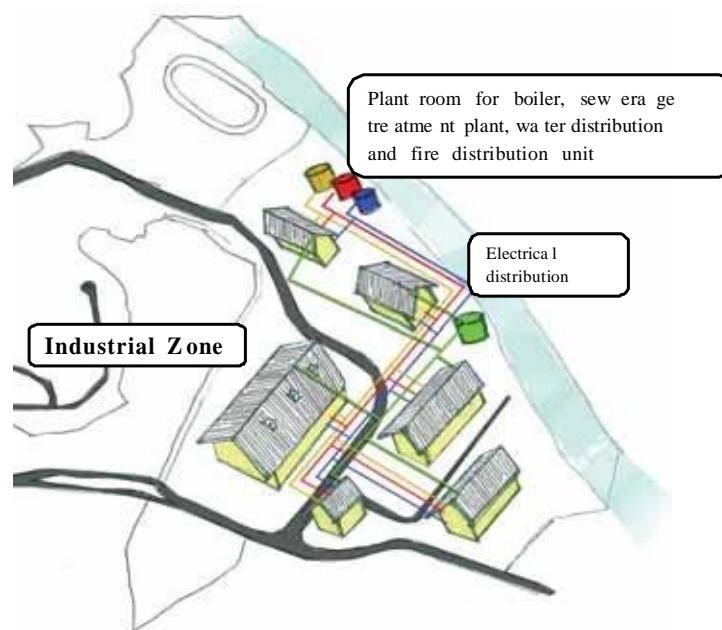 Plant room for boiler, sew era ge
tre atme nt plant, wa ter distribution
and fire distribution unit
Electrica l
distribution
Industrial Z one